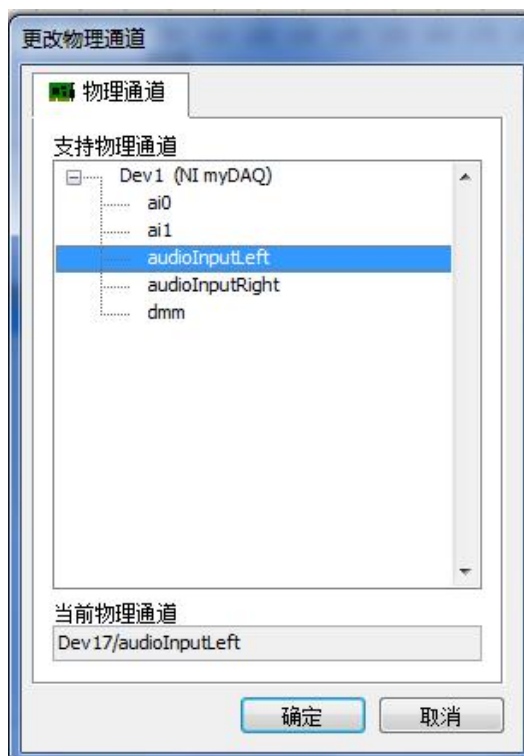 更改物理通道
物理通道
支持物理通道
Dev1 (NI myDAQ)
ai0
ai1
audioInputLeft
audioInputRight
dmm
当前物理通道
Dev17/audioInputLeft
确定
取消